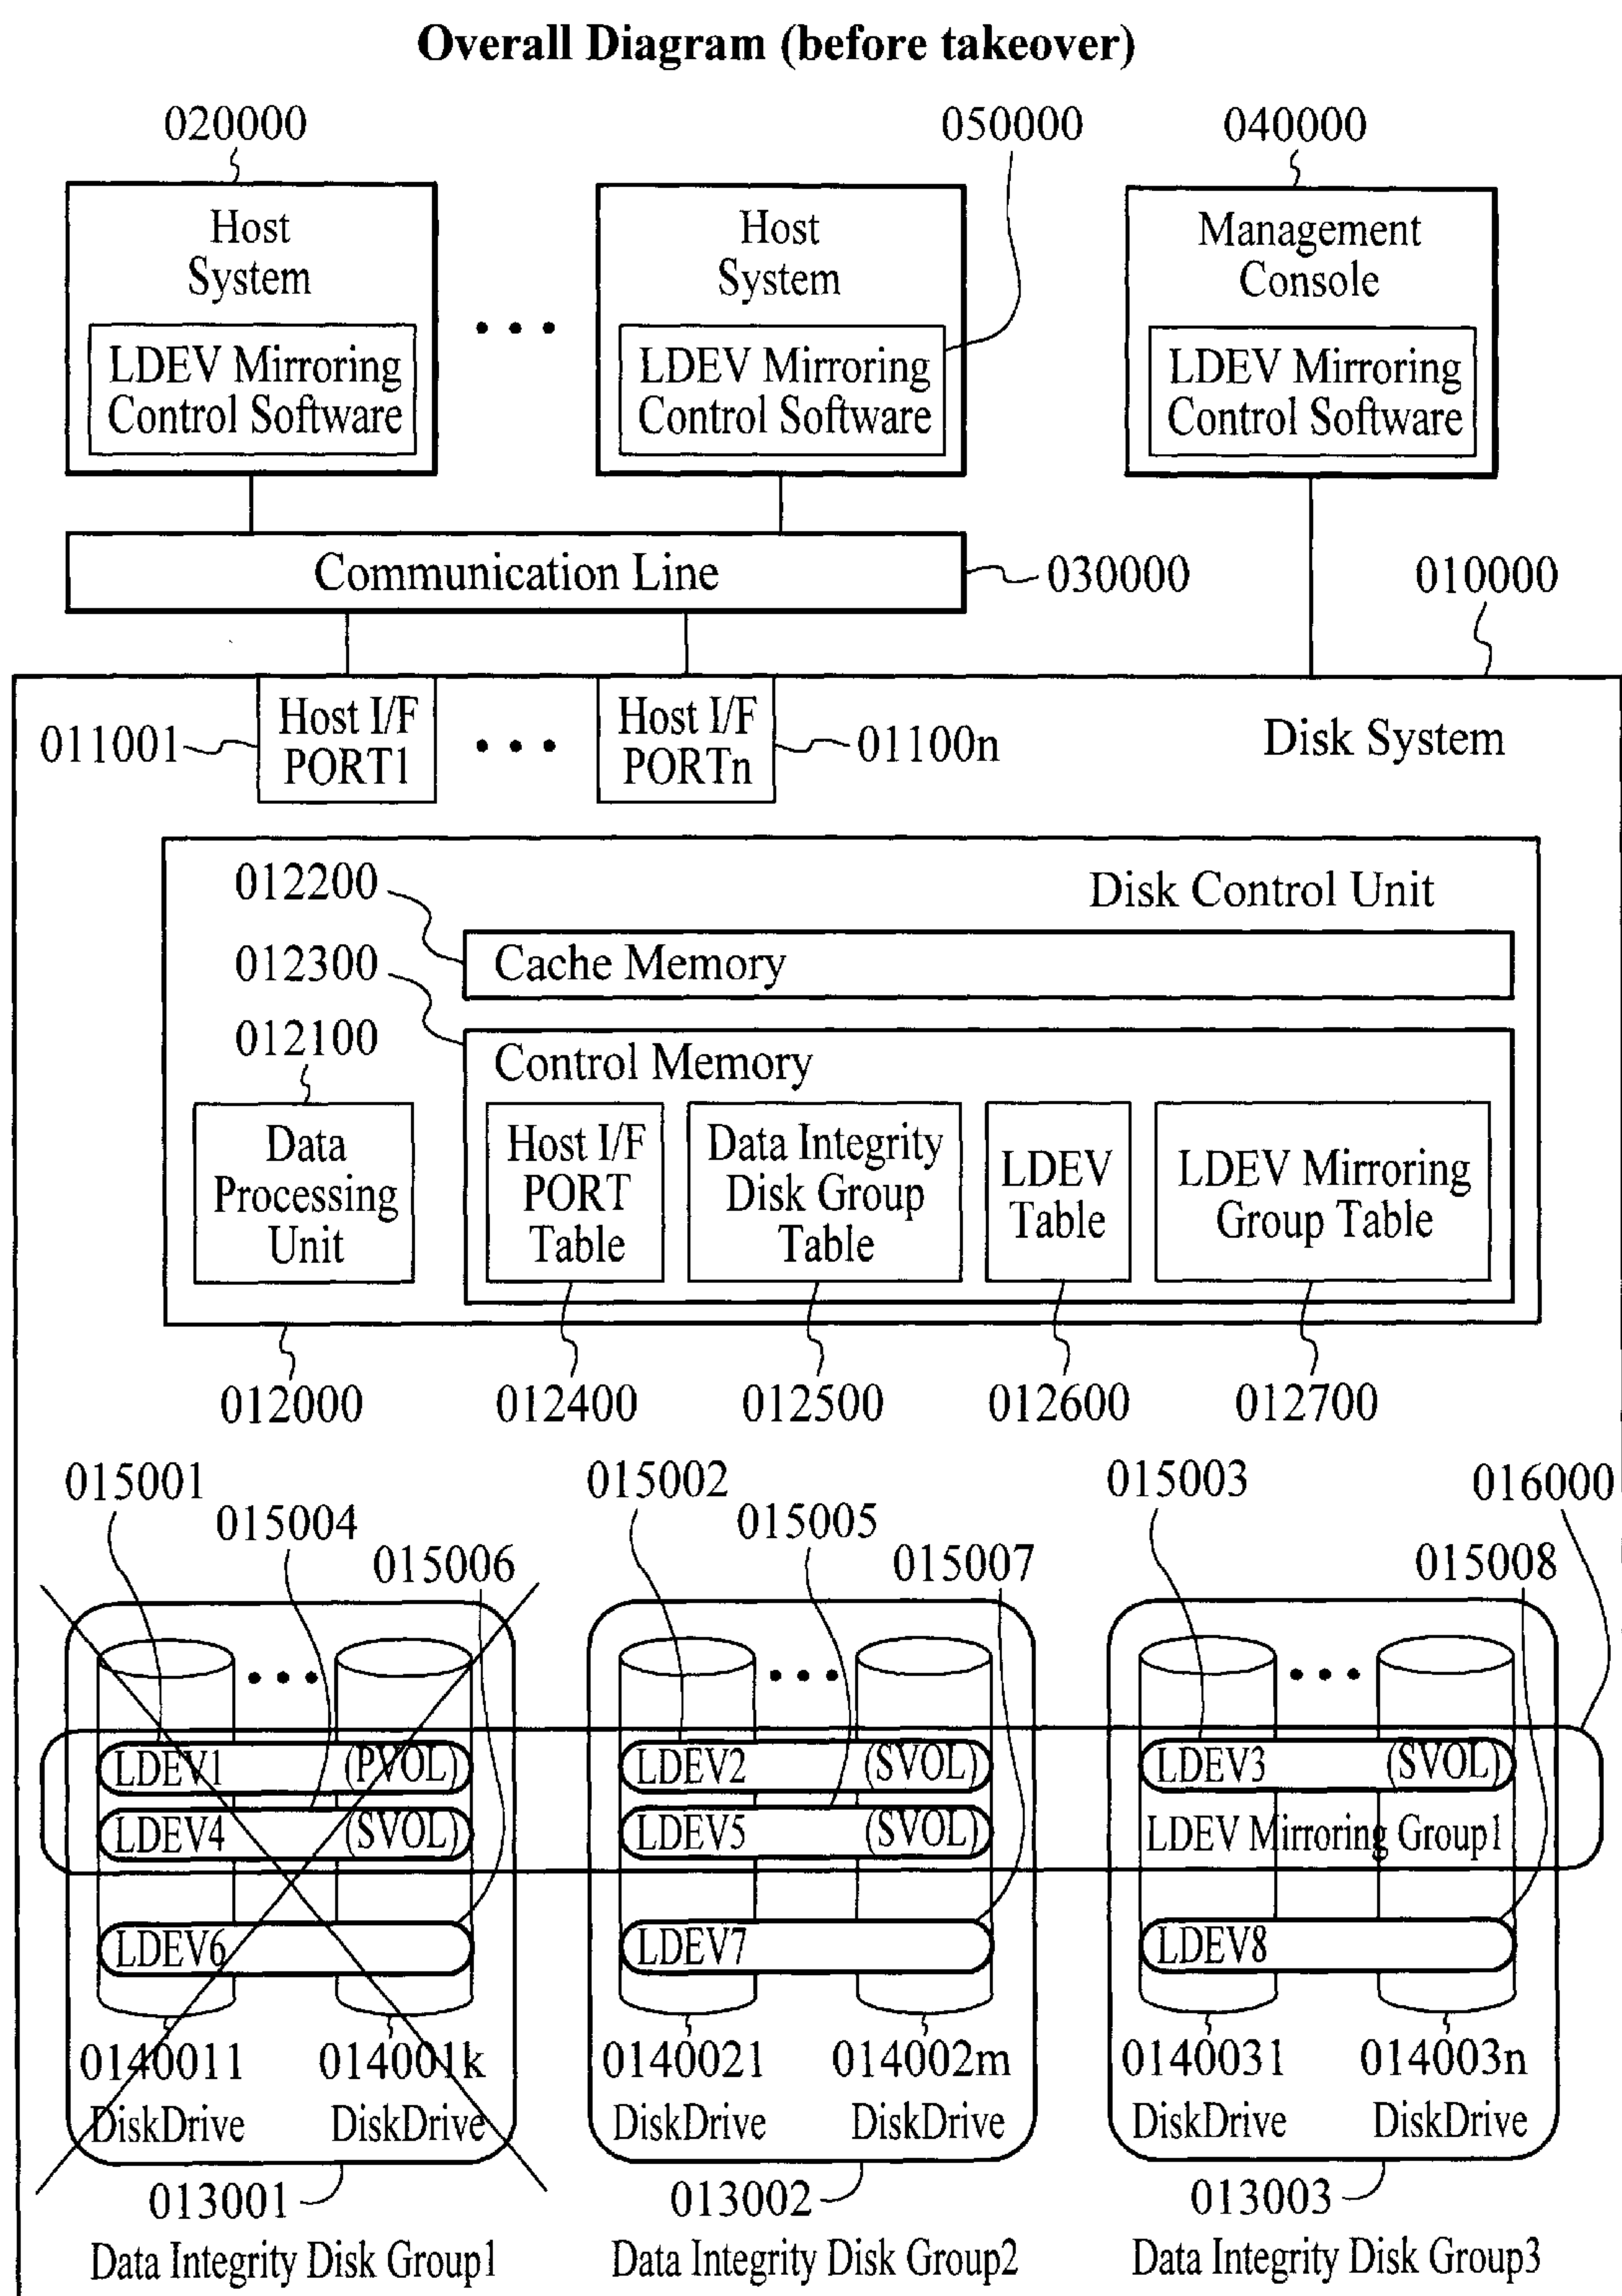 Overall Diagram (before takeover)
020000
050000
040000
Host
System
LDEV Mirroring
Control Software
Host
System
LDEV Mirroring
Control Software
Management
Console
LDEV Mirroring
Control Software
Communication Line
030000
010000
011001
Host I/F
PORT1
Host I/F
PORTn
01100n
Disk System
012200
Disk Control Unit
012300
Cache Memory
012100
Control Memory
Data
Processing
Unit
Host I/F
PORT
Table
Data Integrity
Disk Group
Table
LDEV
Table
LDEV Mirroring
Group Table
012000
012400
012500
012600
012700
015001
015004
015006
015002
015005
015007
015003
015008
016000
LDEV1 (PVOL)
LDEV4 (SVOL)
LDEV6
LDEV2 (SVOL)
LDEV5 (SVOL)
LDEV7
LDEV3 (SVOL)
LDEV Mirroring Group1
LDEV8
0140011
DiskDrive
014001k
DiskDrive
0140021
DiskDrive
014002m
DiskDrive
0140031
DiskDrive
014003n
DiskDrive
013001
Data Integrity Disk Group1
013002
Data Integrity Disk Group2
013003
Data Integrity Disk Group3